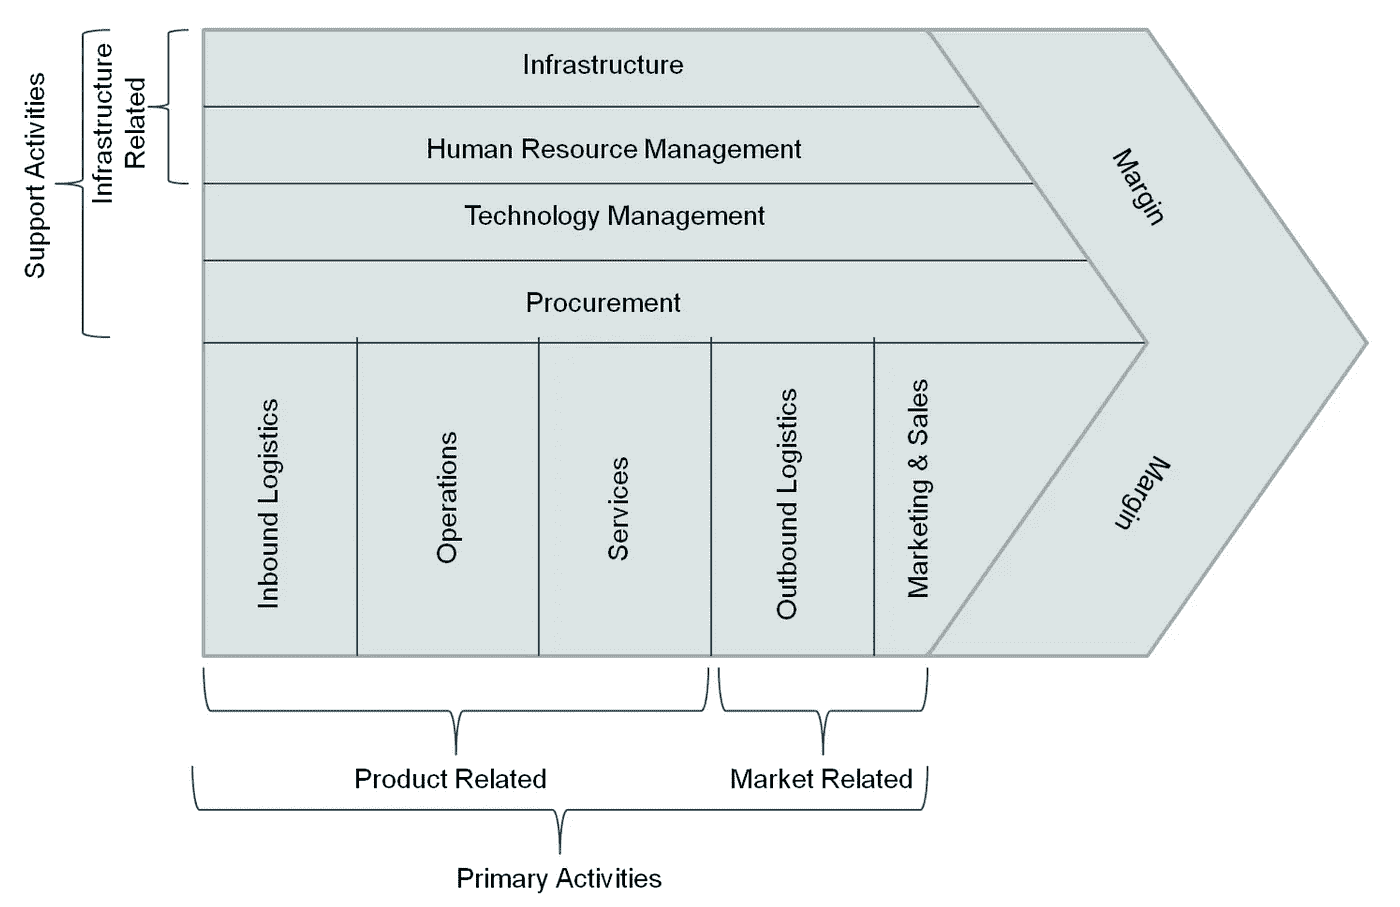 Support Activities
Infrastructure
Related
Infrastructure
Human Resource Management
Technology Management
Procurement
Margin
Margin
Inbound Logistics
Operations
Services
Outbound Logistics
Marketing & Sales
Product Related
Market Related
Primary Activities